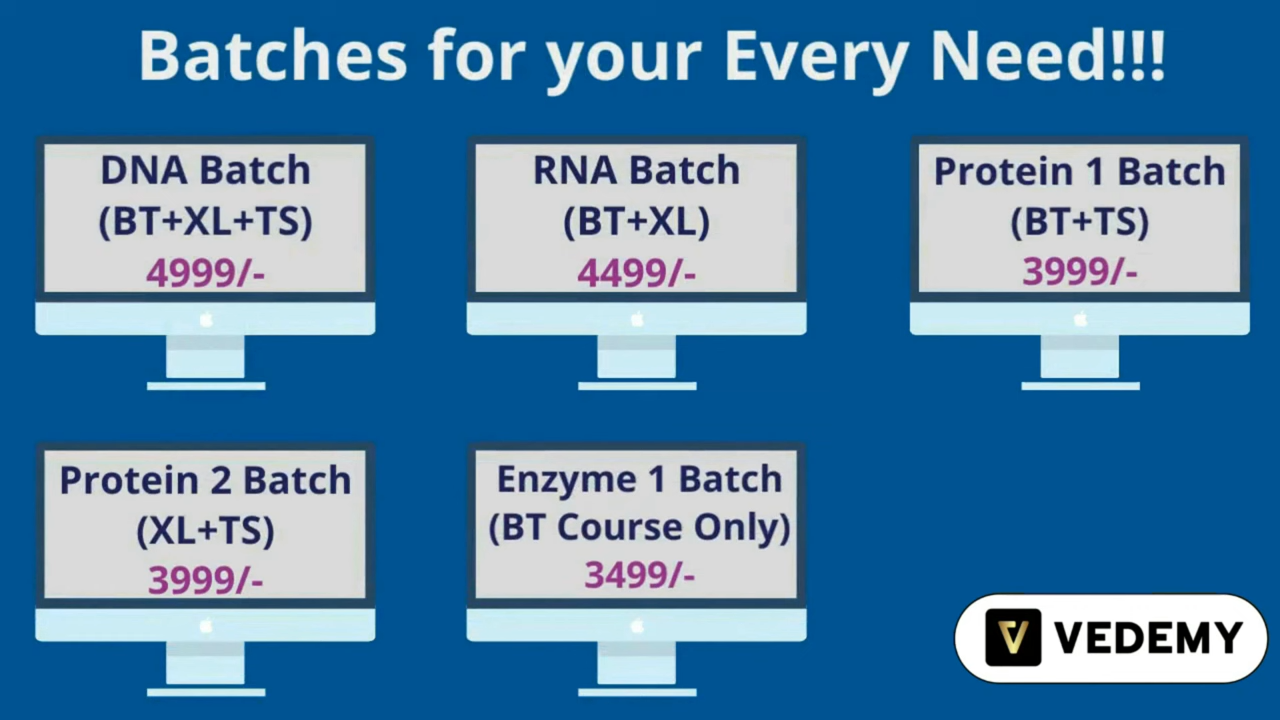 Batches for your Every Need!!!
DNA Batch
(BT+XL+TS)
4999/-
RNA Batch
(BT+XL)
4499/-
Protein 1 Batch
(BT+TS)
3999/-
Protein 2 Batch
(XL+TS)
3999/-
Enzyme 1 Batch
(BT Course Only)
3499/-
VEDEMY